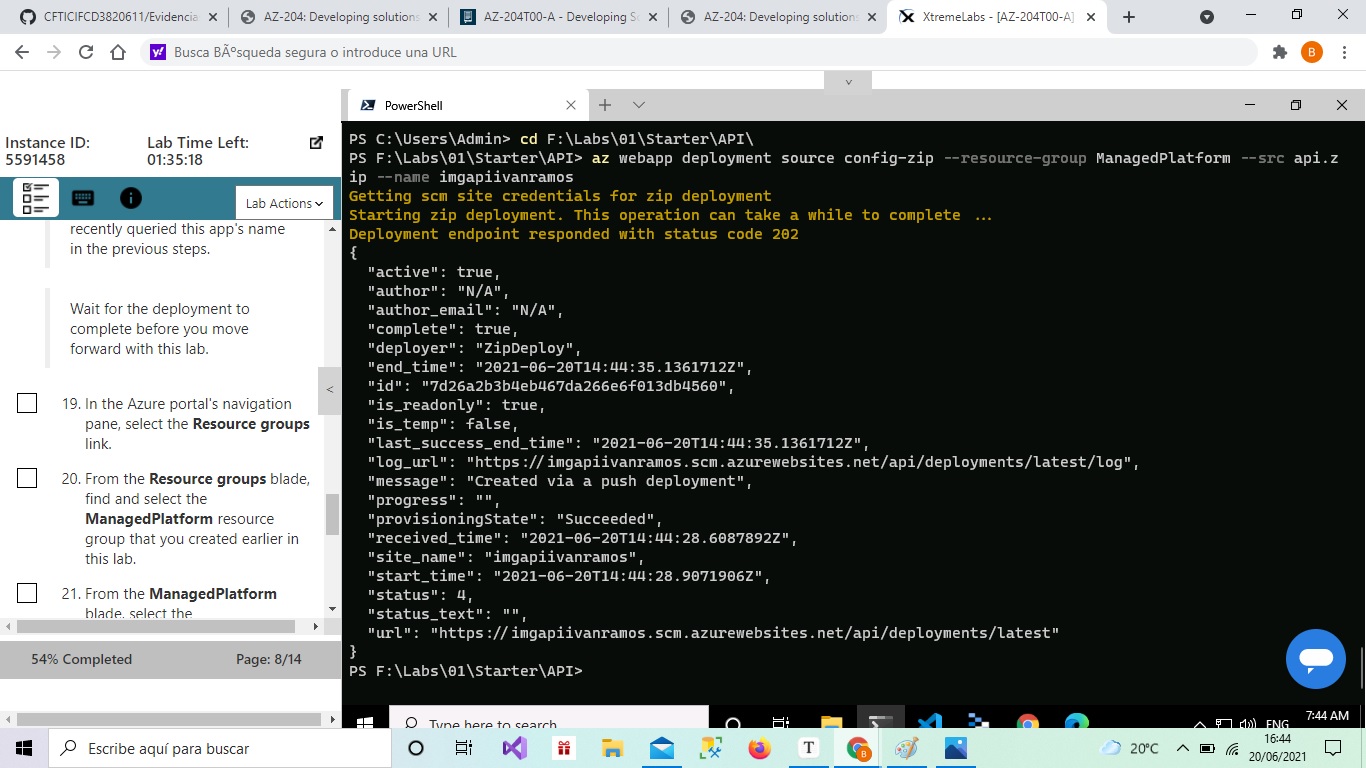 CFTICIFCD3820611/Evidencia
AZ-204: Developing solutions
AZ-204T00-A - Developing So
AZ-204: Developing solutions
XtremeLabs - [AZ-204T00-A]
Busca BÃºsqueda segura o introduce una URL
B
PowerShell
Instance ID:
5591458
Lab Time Left:
01:35:18
Lab Actions
recently queried this app's name
in the previous steps.
Wait for the deployment to
complete before you move
forward with this lab.
19. In the Azure portal's navigation
pane, select the Resource groups
link.
20. From the Resource groups blade,
find and select the
ManagedPlatform resource
group that you created earlier in
this lab.
21. From the ManagedPlatform
blade, select the
54% Completed
Page: 8/14
PS C:\Users\Admin> cd F:\Labs\01\Starter\API\
PS F:\Labs\01\Starter\API> az webapp deployment source config-zip --resource-group ManagedPlatform --src api.z
ip --name imgapiivanramos
Getting scm site credentials for zip deployment
Starting zip deployment. This operation can take a while to complete ...
Deployment endpoint responded with status code 202
{
"active": true,
"author": "N/A",
"author_email": "N/A",
"complete": true,
"deployer": "ZipDeploy",
"end_time": "2021-06-20T14:44:35.1361712Z",
"id": "7d26a2b3b4eb467da266e6f013db4560",
"is_readonly": true,
"is_temp": false,
"last_success_end_time": "2021-06-20T14:44:35.1361712Z",
"log_url": "https://imgapiivanramos.scm.azurewebsites.net/api/deployments/latest/log",
"message": "Created via a push deployment",
"progress": "",
"provisioningState": "Succeeded",
"received_time": "2021-06-20T14:44:28.6087892Z",
"site_name": "imgapiivanramos",
"start_time": "2021-06-20T14:44:28.9071906Z",
"status": 4,
"status_text": "",
"url": "https://imgapiivanramos.scm.azurewebsites.net/api/deployments/latest"
}
PS F:\Labs\01\Starter\API>
Type here to search
ENG
7:44 AM
Escribe aquí para buscar
T
B
20°C
16:44
20/06/2021